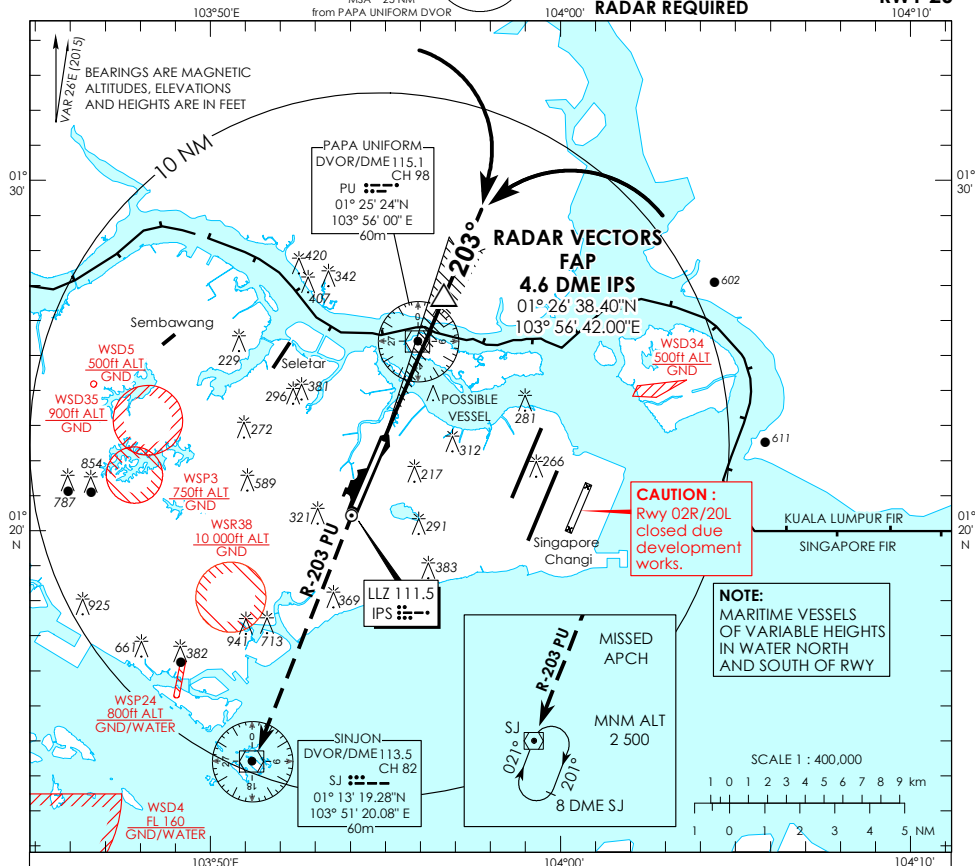 103°50'E
MSA 25 NM
from PAPA UNIFORM DVOR
104°00'
RADAR REQUIRED
104°10'
VAR 26'E (2015)
BEARINGS ARE MAGNETIC
ALTITUDES, ELEVATIONS
AND HEIGHTS ARE IN FEET
10 NM
PAPA UNIFORM
DVOR/DME 115.1
CH 98
PU
01° 25' 24"N
103° 56' 00" E
60m
01°
30'
01°
30'
203°
RADAR VECTORS
FAP
4.6 DME IPS
01° 26' 38.40"N
103° 56' 42.00"E
420
342
407
602
Sembawang
229
Seletar
WSD5
500ft ALT
GND
WSD34
500ft ALT
GND
0
9
27
296
381
POSSIBLE
VESSEL
281
WSD35
900ft ALT
GND
272
312
611
854
787
WSP3
750ft ALT
GND
589
217
266
321
291
CAUTION :
Rwy 02R/20L
closed due
development
works.
01°
20'
N
01°
20'
N
KUALA LUMPUR FIR
SINGAPORE FIR
WSR38
10 000ft ALT
GND
Singapore
Changi
383
R-203 PU
LLZ 111.5
IPS
369
925
941
713
NOTE:
MARITIME VESSELS
OF VARIABLE HEIGHTS
IN WATER NORTH
AND SOUTH OF RWY
661
382
WSP24
800ft ALT
GND/WATER
MISSED
APCH
R-203 PU
MNM ALT
2 500
SJ
021°
201°
8 DME SJ
0
9
18
27
SINJON
DVOR/DME 113.5
CH 82
SJ
01° 13' 19.28"N
103° 51' 20.08" E
60m
WSD4
FL 160
GND/WATER
SCALE 1 : 400,000
1 0 1 2 3 4 5 6 7 8 9 km
1 0 1 2 3 4 5 NM
103°50'E
104°00'
104°10'